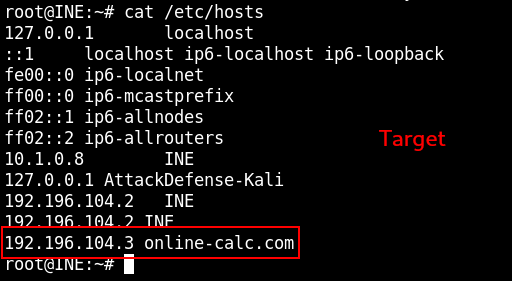 root@INE:~# cat /etc/hosts
127.0.0.1       localhost
::1     localhost ip6-localhost ip6-loopback
fe00::0 ip6-localnet
ff00::0 ip6-mcastprefix
ff02::1 ip6-allnodes
ff02::2 ip6-allrouters
Target
10.1.0.8        INE
127.0.0.1 AttackDefense-Kali
192.196.104.2   INE
192.196.104.2 INE
192.196.104.3 online-calc.com
root@INE:~#